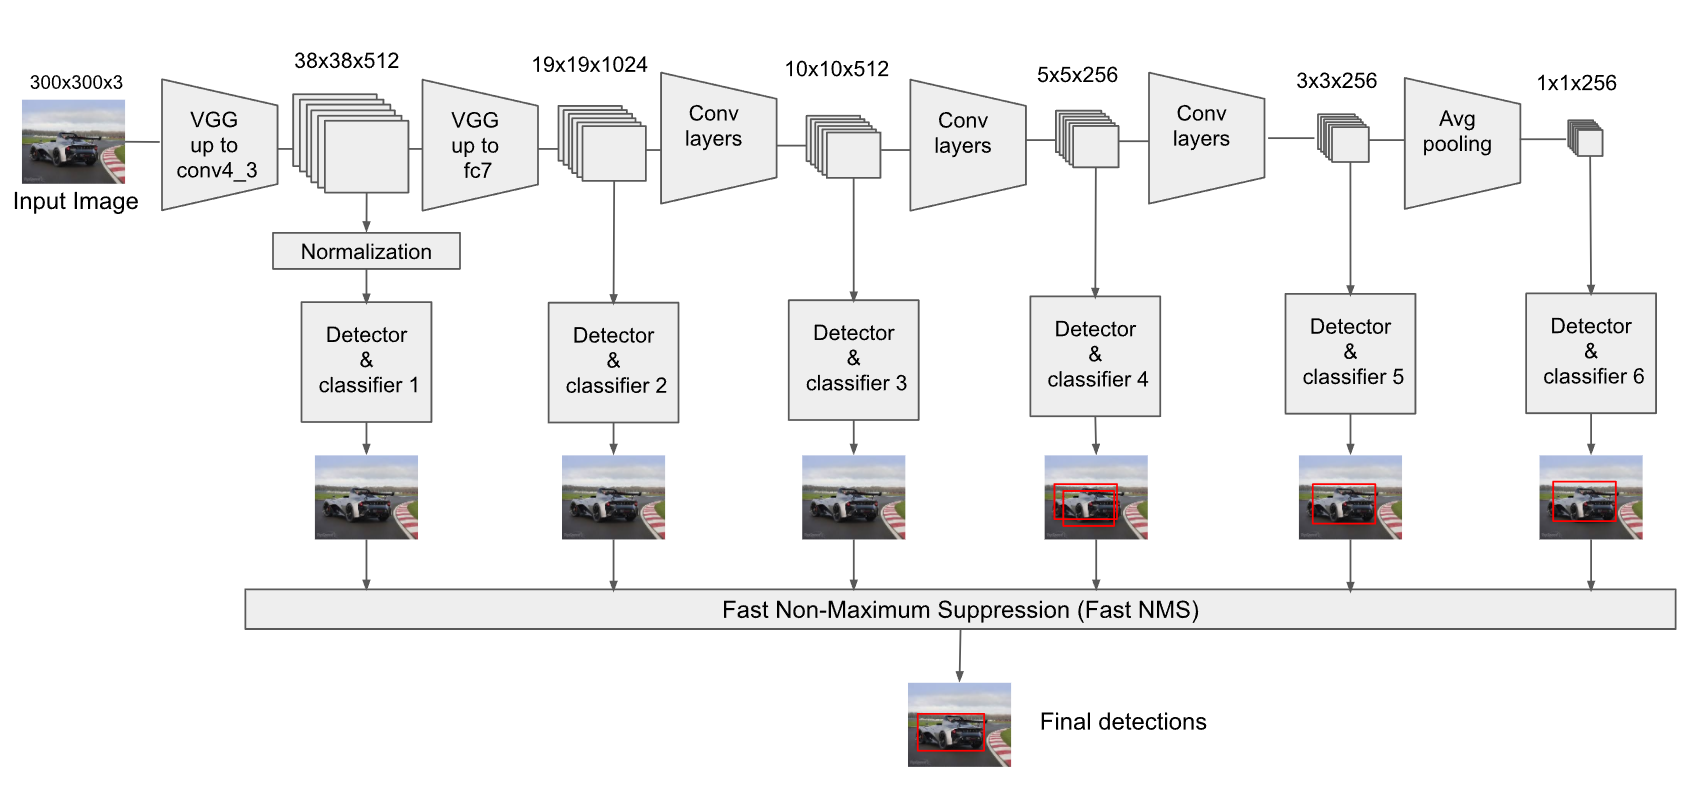 300x300x3
38x38x512
19x19x1024
10x10x512
5x5x256
3x3x256
1x1x256
Input Image
VGG
up to
conv4_3
VGG
up to
fc7
Conv
layers
Conv
layers
Conv
layers
Avg
pooling
Normalization
Detector
&
classifier 1
Detector
&
classifier 2
Detector
&
classifier 3
Detector
&
classifier 4
Detector
&
classifier 5
Detector
&
classifier 6
Fast Non-Maximum Suppression (Fast NMS)
Final detections